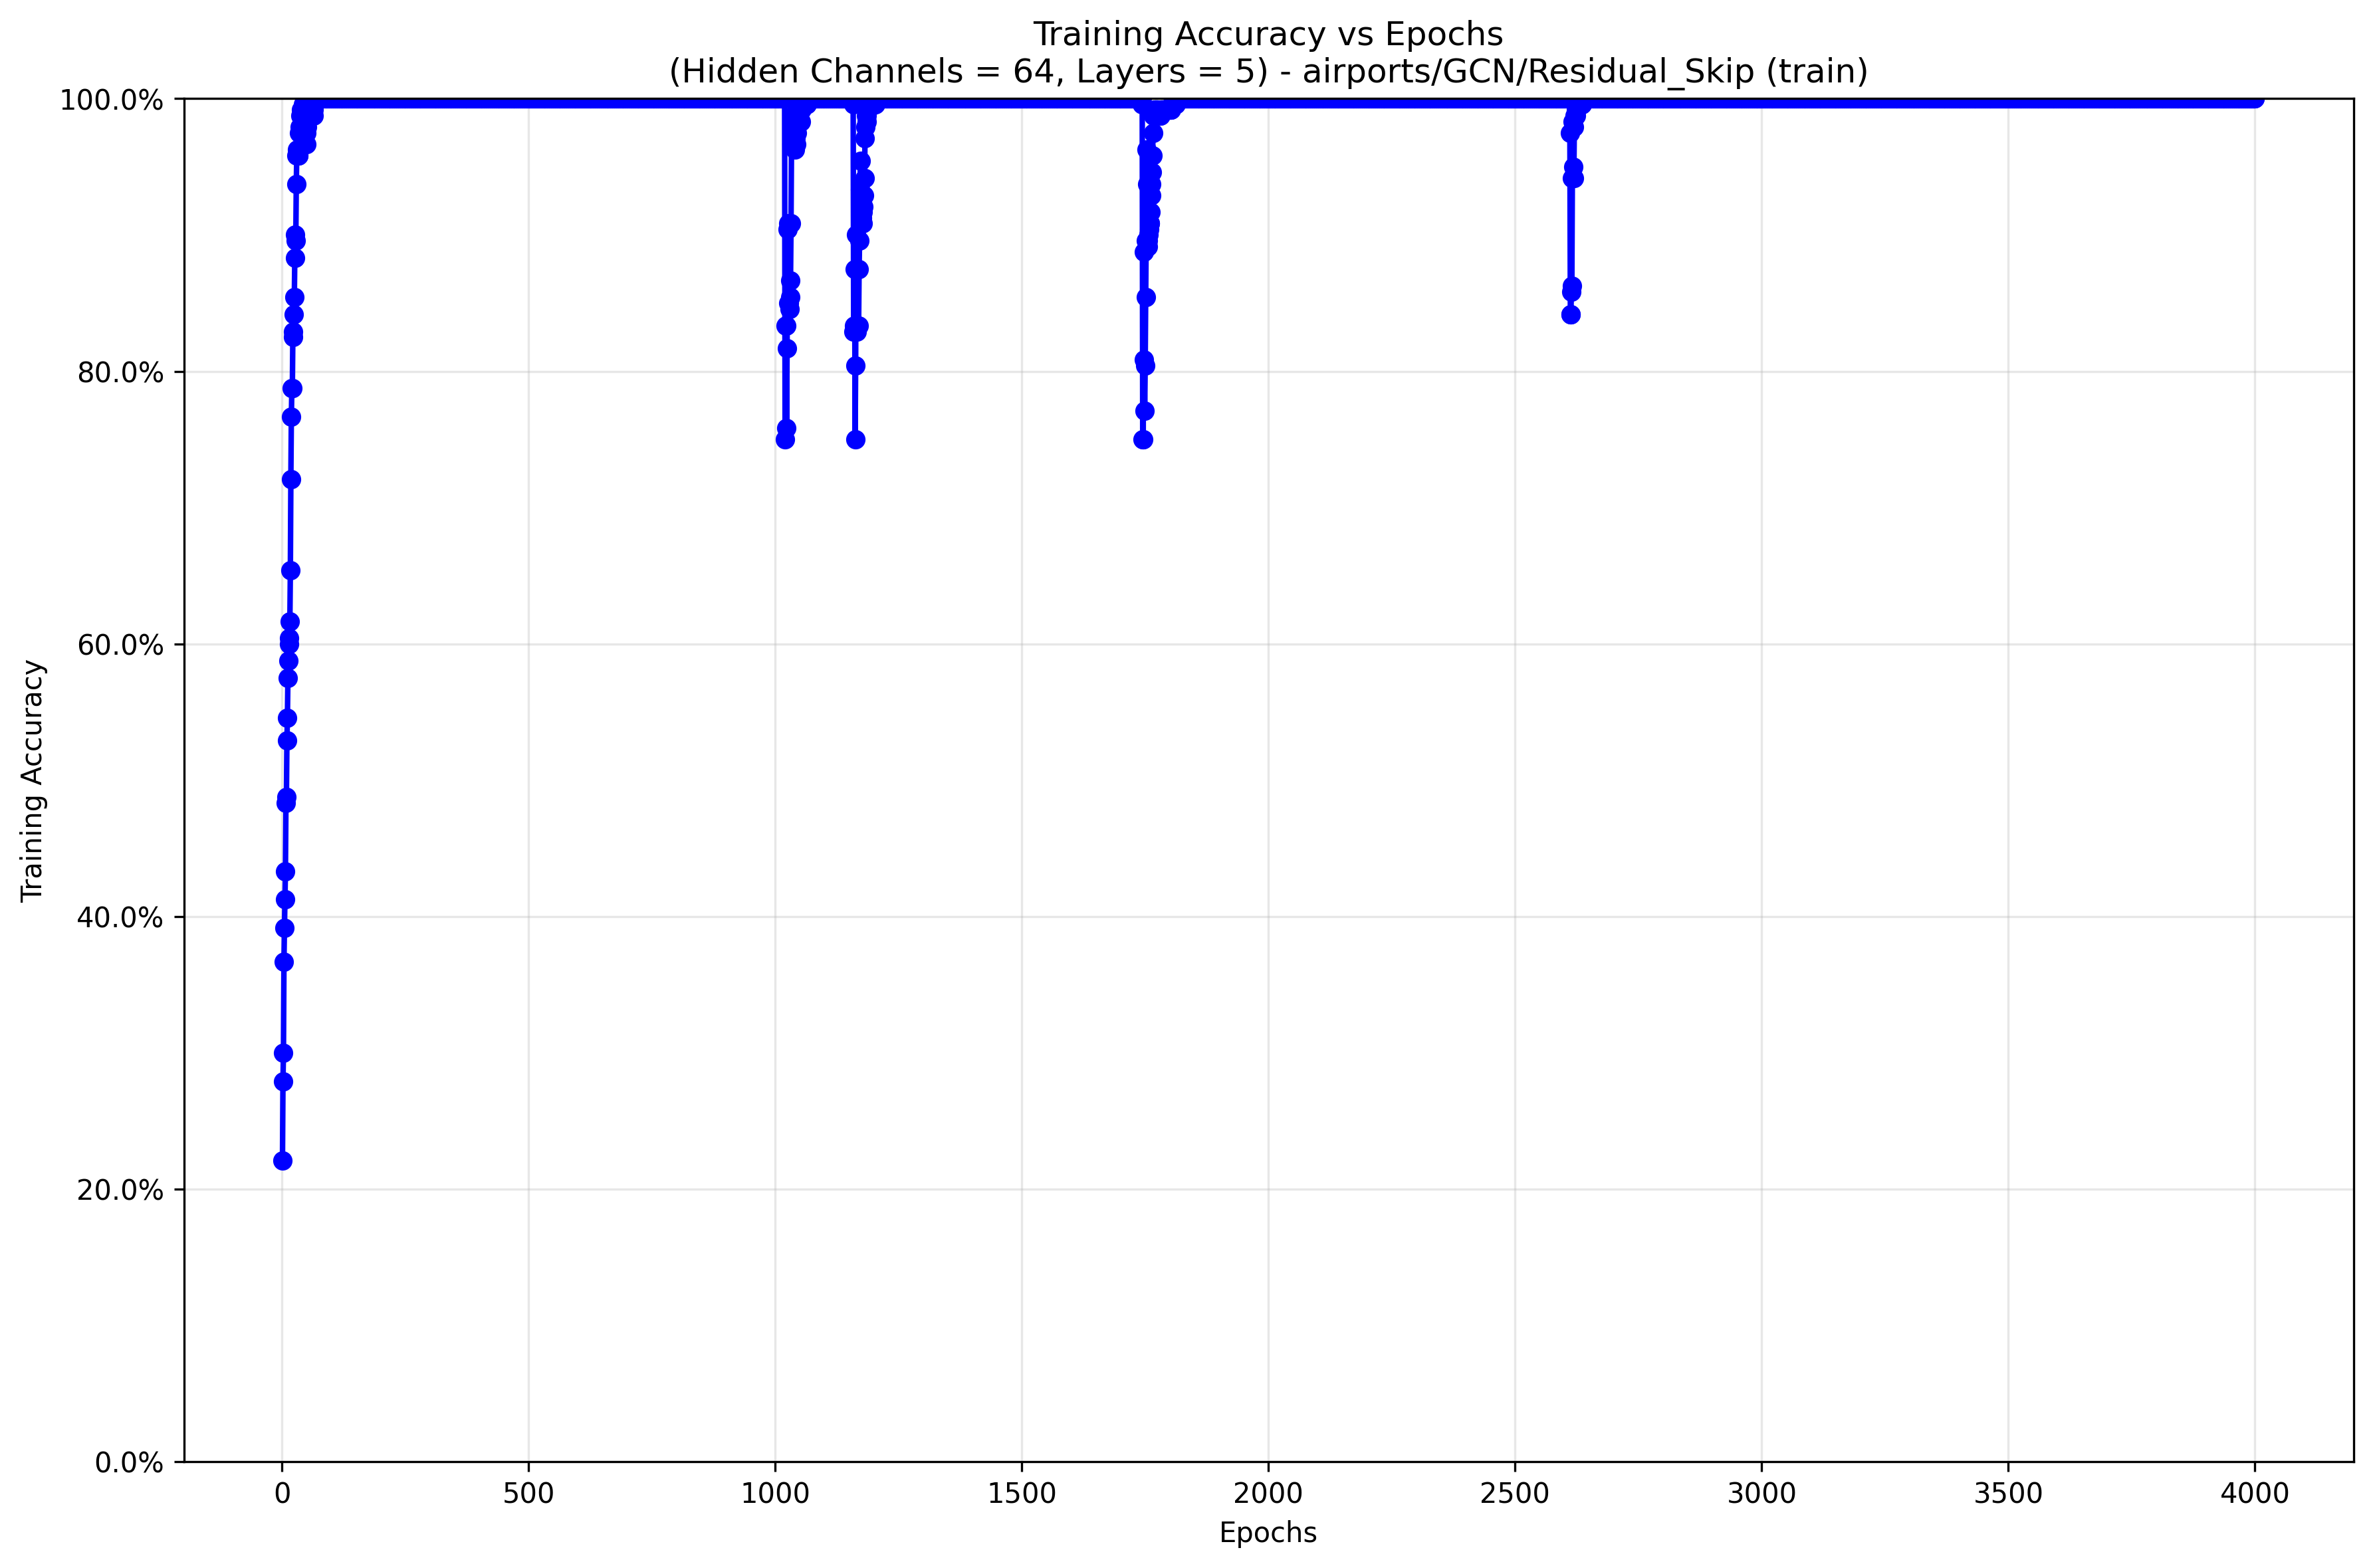 Training Accuracy vs Epochs
(Hidden Channels = 64, Layers = 5) - airports/GCN/Residual_Skip (train)
Training Accuracy
100.0%
80.0%
60.0%
40.0%
20.0%
0.0%
0 500 1000 1500 2000 2500 3000 3500 4000
Epochs